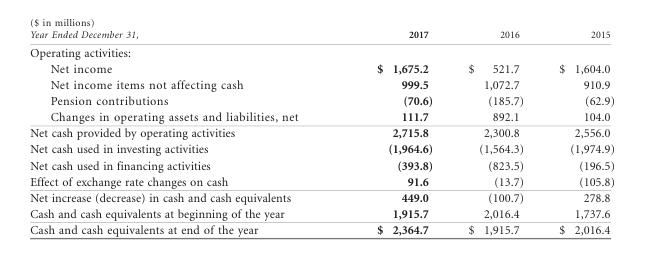 ($ in millions)
Year Ended December 31, 2017 2016 2015
Operating activities:
Net income $ 1,675.2 $ 521.7 $ 1,604.0
Net income items not affecting cash 999.5 1,072.7 910.9
Pension contributions (70.6) (185.7) (62.9)
Changes in operating assets and liabilities, net 111.7 892.1 104.0
Net cash provided by operating activities 2,715.8 2,300.8 2,556.0
Net cash used in investing activities (1,964.6) (1,564.3) (1,974.9)
Net cash used in financing activities (393.8) (823.5) (196.5)
Effect of exchange rate changes on cash 91.6 (13.7) (105.8)
Net increase (decrease) in cash and cash equivalents 449.0 (100.7) 278.8
Cash and cash equivalents at beginning of the year 1,915.7 2,016.4 1,737.6
Cash and cash equivalents at end of the year $ 2,364.7 $ 1,915.7 $ 2,016.4